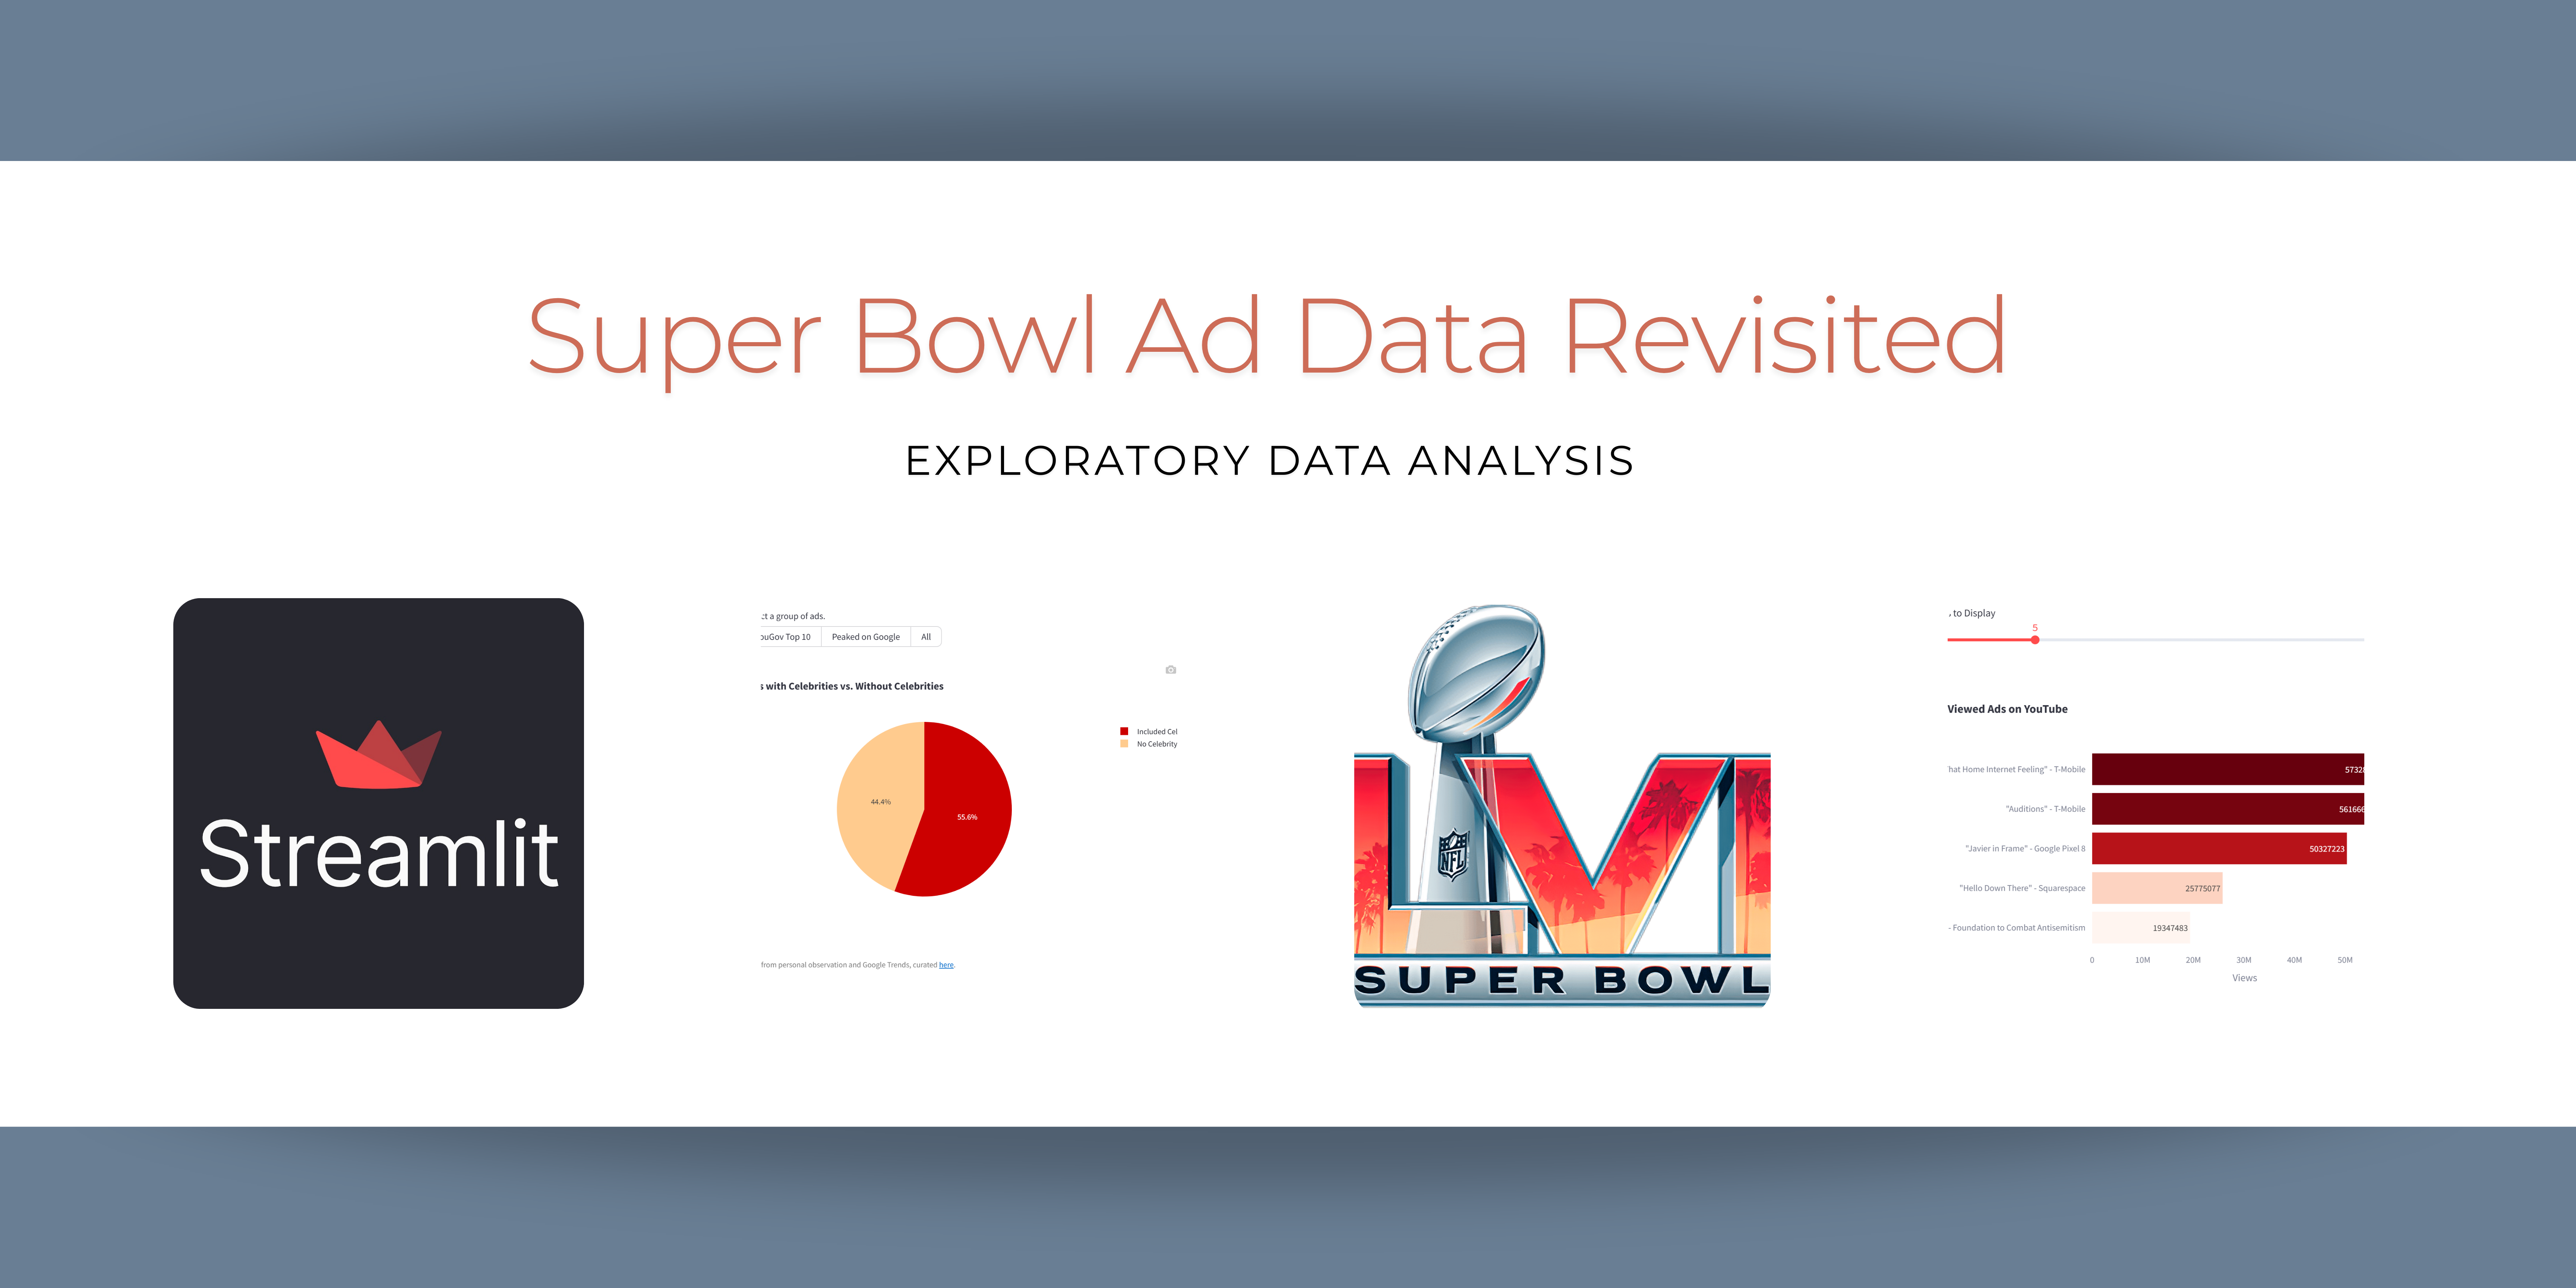 Super Bowl Ad Data Revisited
EXPLORATORY DATA ANALYSIS
Streamlit
ct a group of ads.
ouGov Top 10 Peaked on Google All
s with Celebrities vs. Without Celebrities
Included Cel
No Celebrity
44.4%
55.6%
from personal observation and Google Trends, curated here.
NFL
LVI
SUPER BOWL
to Display
5
Viewed Ads on YouTube
hat Home Internet Feeling" - T-Mobile 5732
"Auditions" - T-Mobile 561666
"Javier in Frame" - Google Pixel 8 50327223
"Hello Down There" - Squarespace 25775077
- Foundation to Combat Antisemitism 19347483
0 10M 20M 30M 40M 50M
Views